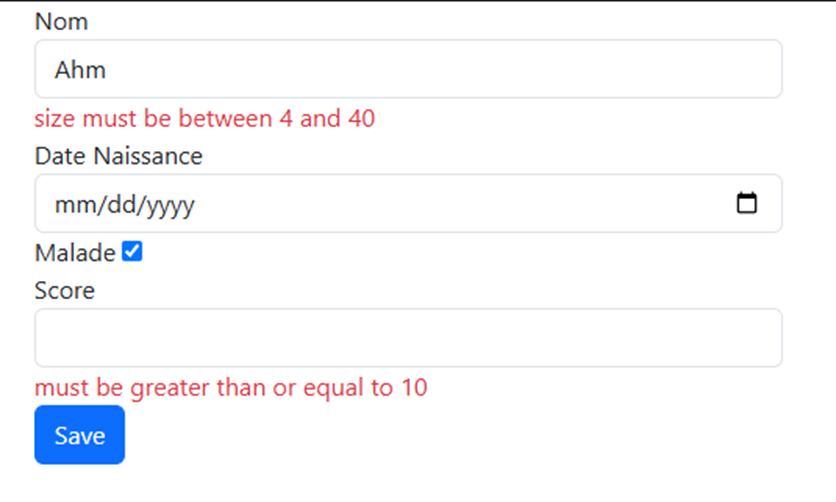 Nom
Ahm
size must be between 4 and 40
Date Naissance
mm/dd/yyyy
Malade
Score
must be greater than or equal to 10
Save